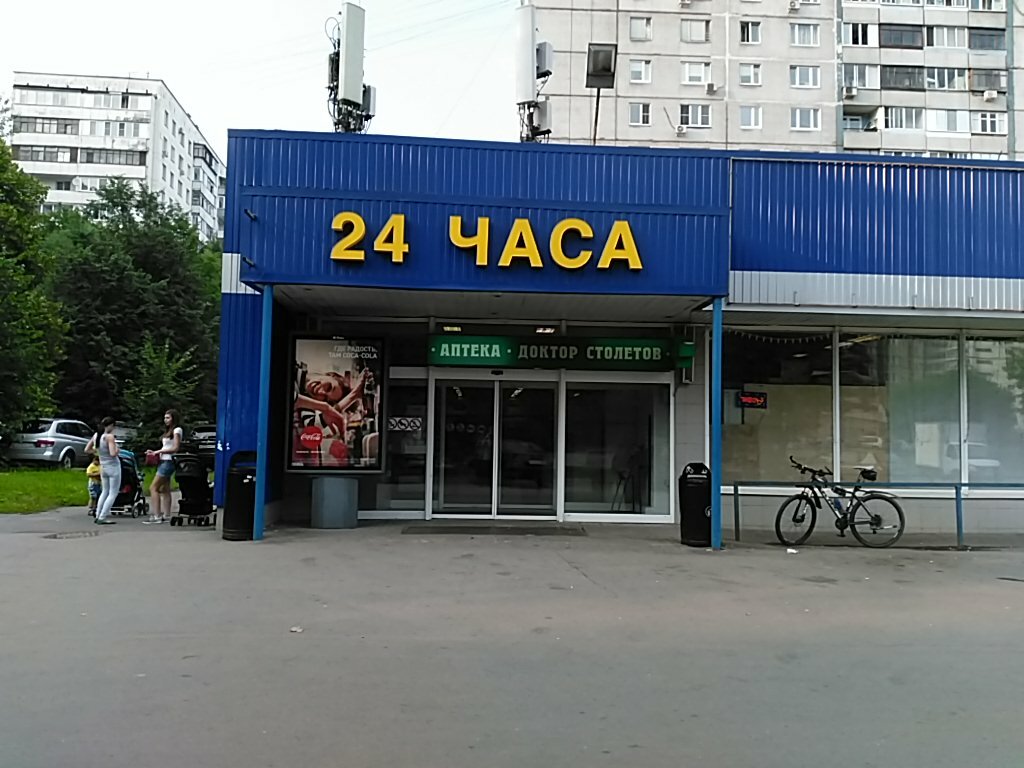 24 ЧАСА
АПТЕКА · ДОКТОР СТОЛЕТОВ
ГДЕ РАДОСТЬ,
ТАМ COCA-COLA
Coca-Cola